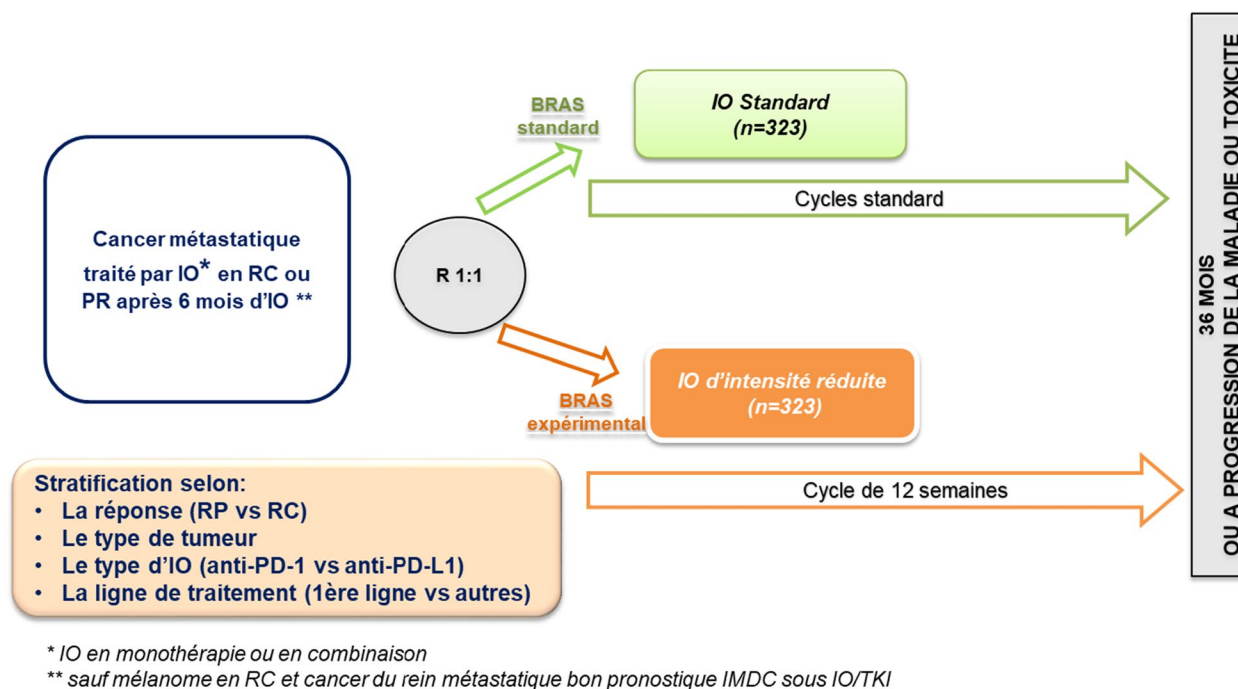 Cancer métastatique
traité par IO* en RC ou
PR après 6 mois d'IO **
R 1:1
BRAS
standard
IO Standard
(n=323)
Cycles standard
BRAS
expérimental
IO d'intensité réduite
(n=323)
Cycle de 12 semaines
36 MOIS
OU A PROGRESSION DE LA MALADIE OU TOXICITE
Stratification selon:
• La réponse (RP vs RC)
• Le type de tumeur
• Le type d'IO (anti-PD-1 vs anti-PD-L1)
• La ligne de traitement (1ère ligne vs autres)
* IO en monothérapie ou en combinaison
** sauf mélanome en RC et cancer du rein métastatique bon pronostique IMDC sous IO/TKI